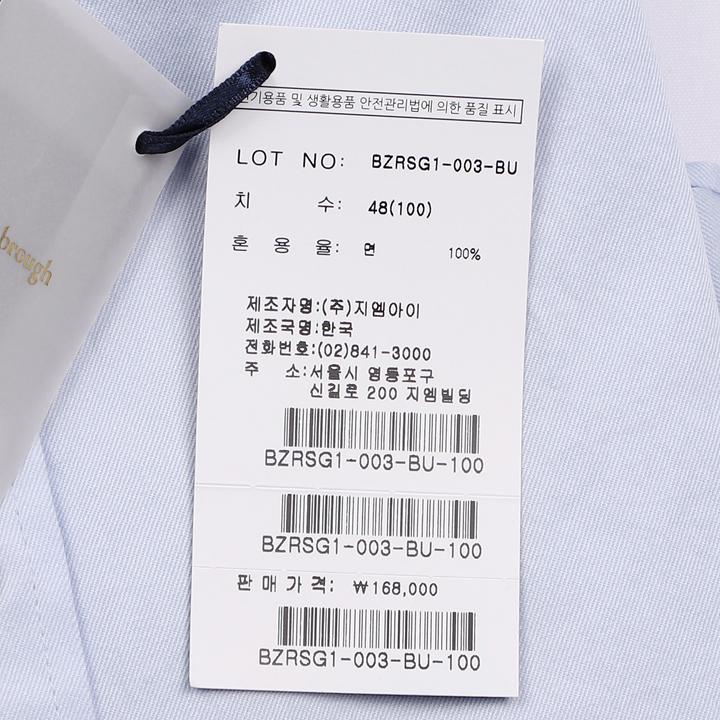 기용품 및 생활용품 안전관리법에 의한 품질 표시
LOT NO: BZRSG1-003-BU
치 수: 48(100)
혼 용 율: 면 100%
제조자명:(주)지엠아이
제조국명:한국
전화번호:(02)841-3000
주 소:서울시 영등포구
신길로 200 지엠빌딩
BZRSG1-003-BU-100
BZRSG1-003-BU-100
판 매 가 격: ₩168,000
BZRSG1-003-BU-100
brough